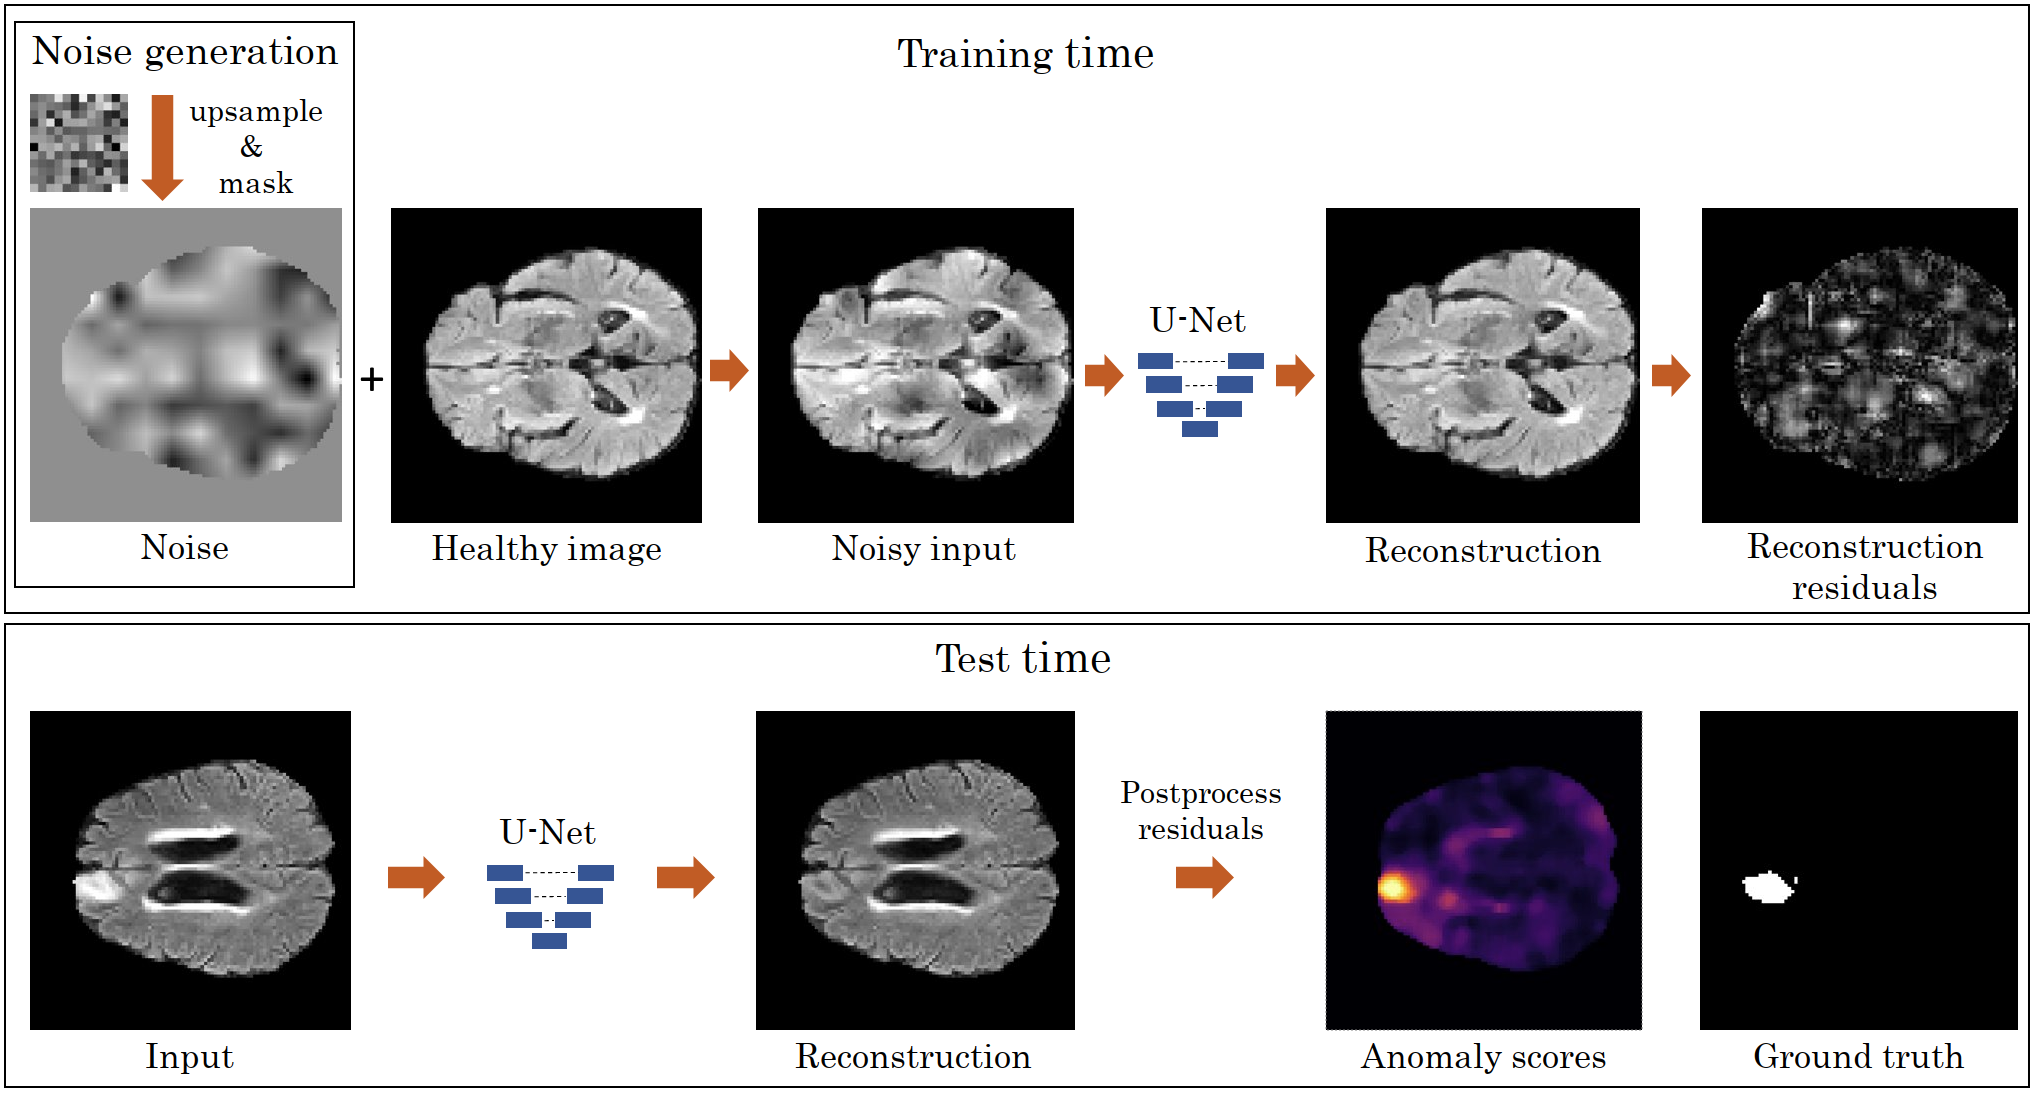 Noise generation
Training time
upsample
&
mask
+
U-Net
Noise
Healthy image
Noisy input
Reconstruction
Reconstruction
residuals
Test time
Postprocess
residuals
U-Net
Input
Reconstruction
Anomaly scores
Ground truth